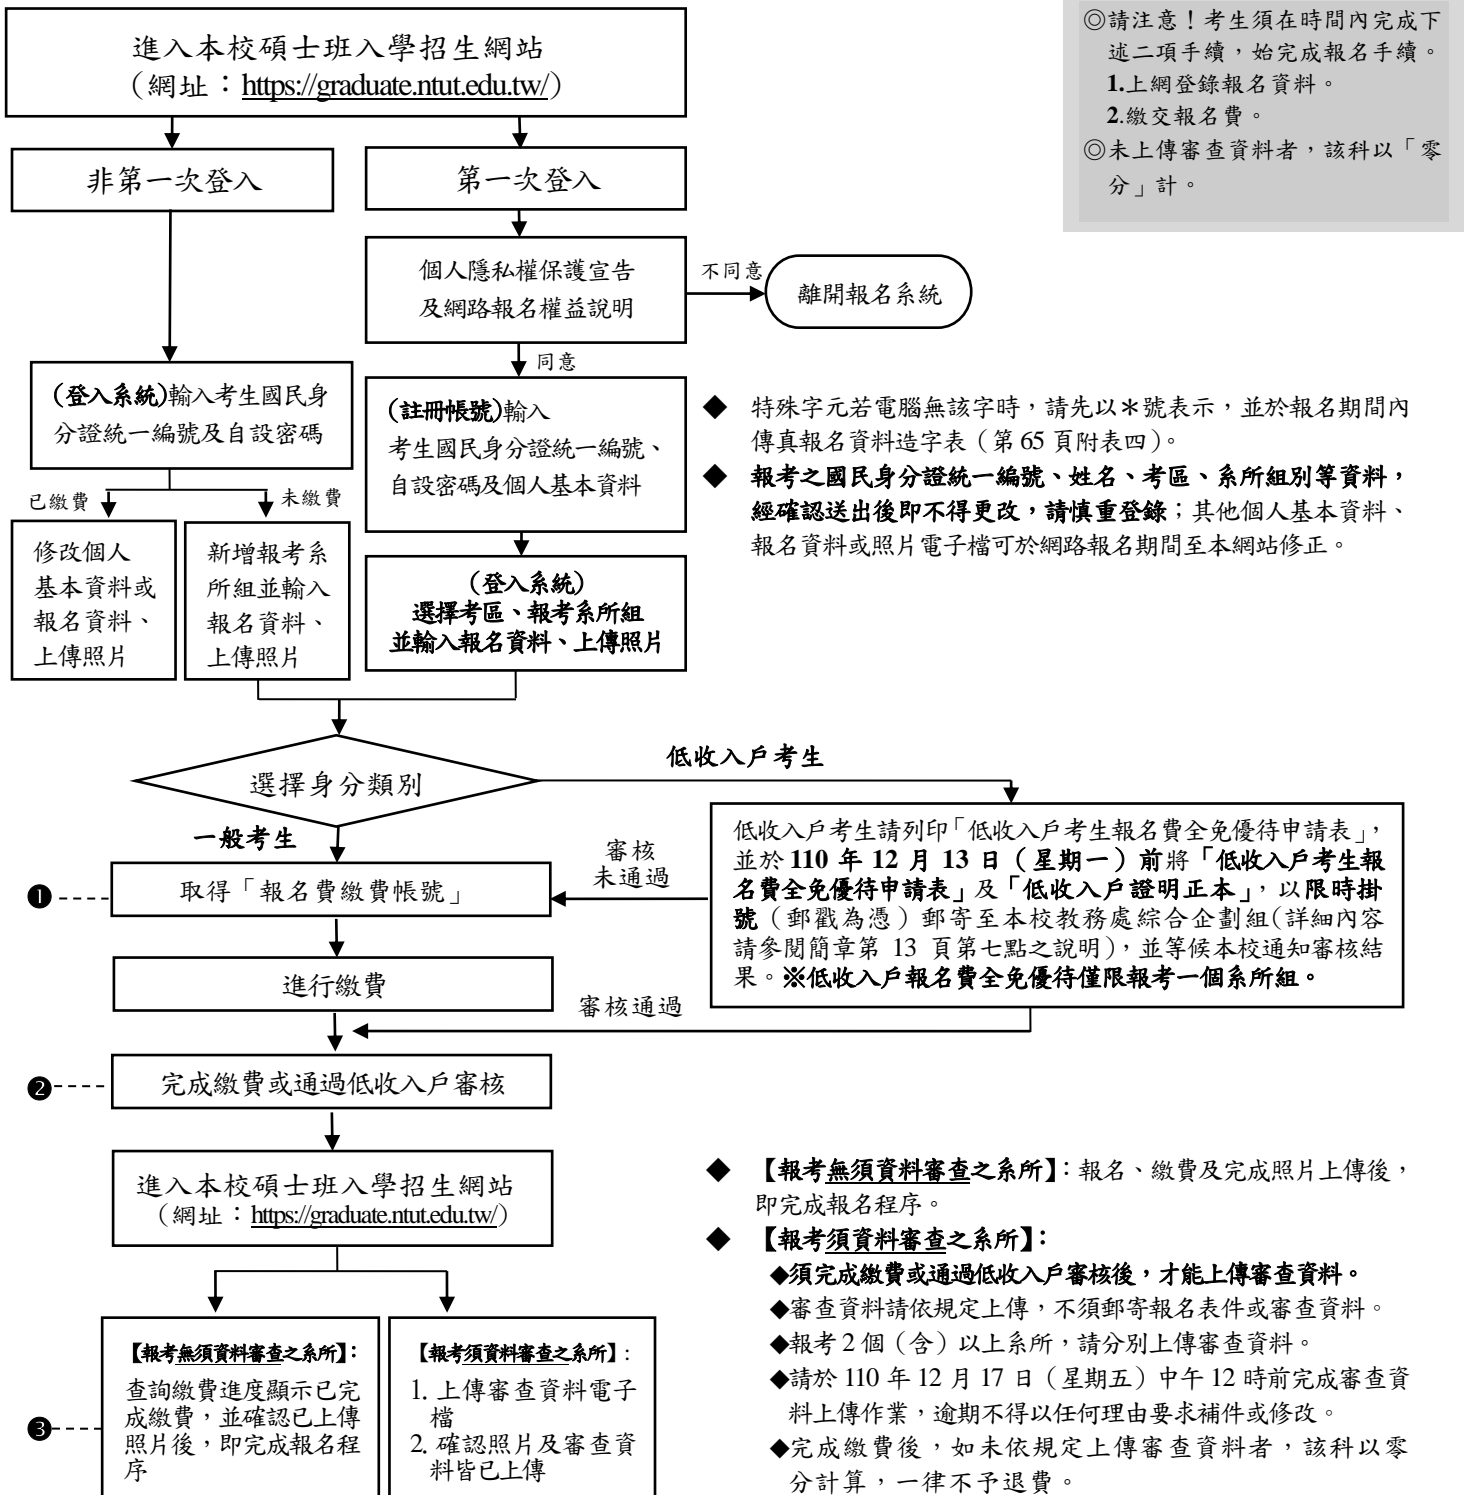 進入本校碩士班入學招生網站
（網址：https://graduate.ntut.edu.tw/）
◎請注意！考生須在時間內完成下
述二項手續，始完成報名手續。
1.上網登錄報名資料。
2.繳交報名費。
◎未上傳審查資料者，該科以「零
分」計。
非第一次登入
第一次登入
個人隱私權保護宣告
及網路報名權益說明
不同意
離開報名系統
同意
(登入系統)輸入考生國民身
分證統一編號及自設密碼
(註冊帳號)輸入
考生國民身分證統一編號、
自設密碼及個人基本資料
◆ 特殊字元若電腦無該字時，請先以＊號表示，並於報名期間內
傳真報名資料造字表（第 65 頁附表四）。
◆ 報考之國民身分證統一編號、姓名、考區、系所組別等資料，
經確認送出後即不得更改，請慎重登錄；其他個人基本資料、
報名資料或照片電子檔可於網路報名期間至本網站修正。
已繳費
未繳費
修改個人
基本資料或
報名資料、
上傳照片
新增報考系
所組並輸入
報名資料、
上傳照片
（登入系統）
選擇考區、報考系所組
並輸入報名資料、上傳照片
選擇身分類別
低收入戶考生
一般考生
低收入戶考生請列印「低收入戶考生報名費全免優待申請表」，
並於 110 年 12 月 13 日（星期一）前將「低收入戶考生報
名費全免優待申請表」及「低收入戶證明正本」，以限時掛
號（郵戳為憑）郵寄至本校教務處綜合企劃組(詳細內容
請參閱簡章第 13 頁第七點之說明)，並等候本校通知審核結
果。※低收入戶報名費全免優待僅限報考一個系所組。
審核
未通過
❶
取得「報名費繳費帳號」
進行繳費
審核通過
❷
完成繳費或通過低收入戶審核
進入本校碩士班入學招生網站
（網址：https://graduate.ntut.edu.tw/）
◆ 【報考無須資料審查之系所】：報名、繳費及完成照片上傳後，
即完成報名程序。
◆ 【報考須資料審查之系所】：
◆須完成繳費或通過低收入戶審核後，才能上傳審查資料。
◆審查資料請依規定上傳，不須郵寄報名表件或審查資料。
◆報考 2 個（含）以上系所，請分別上傳審查資料。
◆請於 110 年 12 月 17 日（星期五）中午 12 時前完成審查資
料上傳作業，逾期不得以任何理由要求補件或修改。
◆完成繳費後，如未依規定上傳審查資料者，該科以零
分計算，一律不予退費。
❸
【報考無須資料審查之系所】：
查詢繳費進度顯示已完
成繳費，並確認已上傳
照片後，即完成報名程
序
【報考須資料審查之系所】：
1. 上傳審查資料電子
檔
2. 確認照片及審查資
料皆已上傳